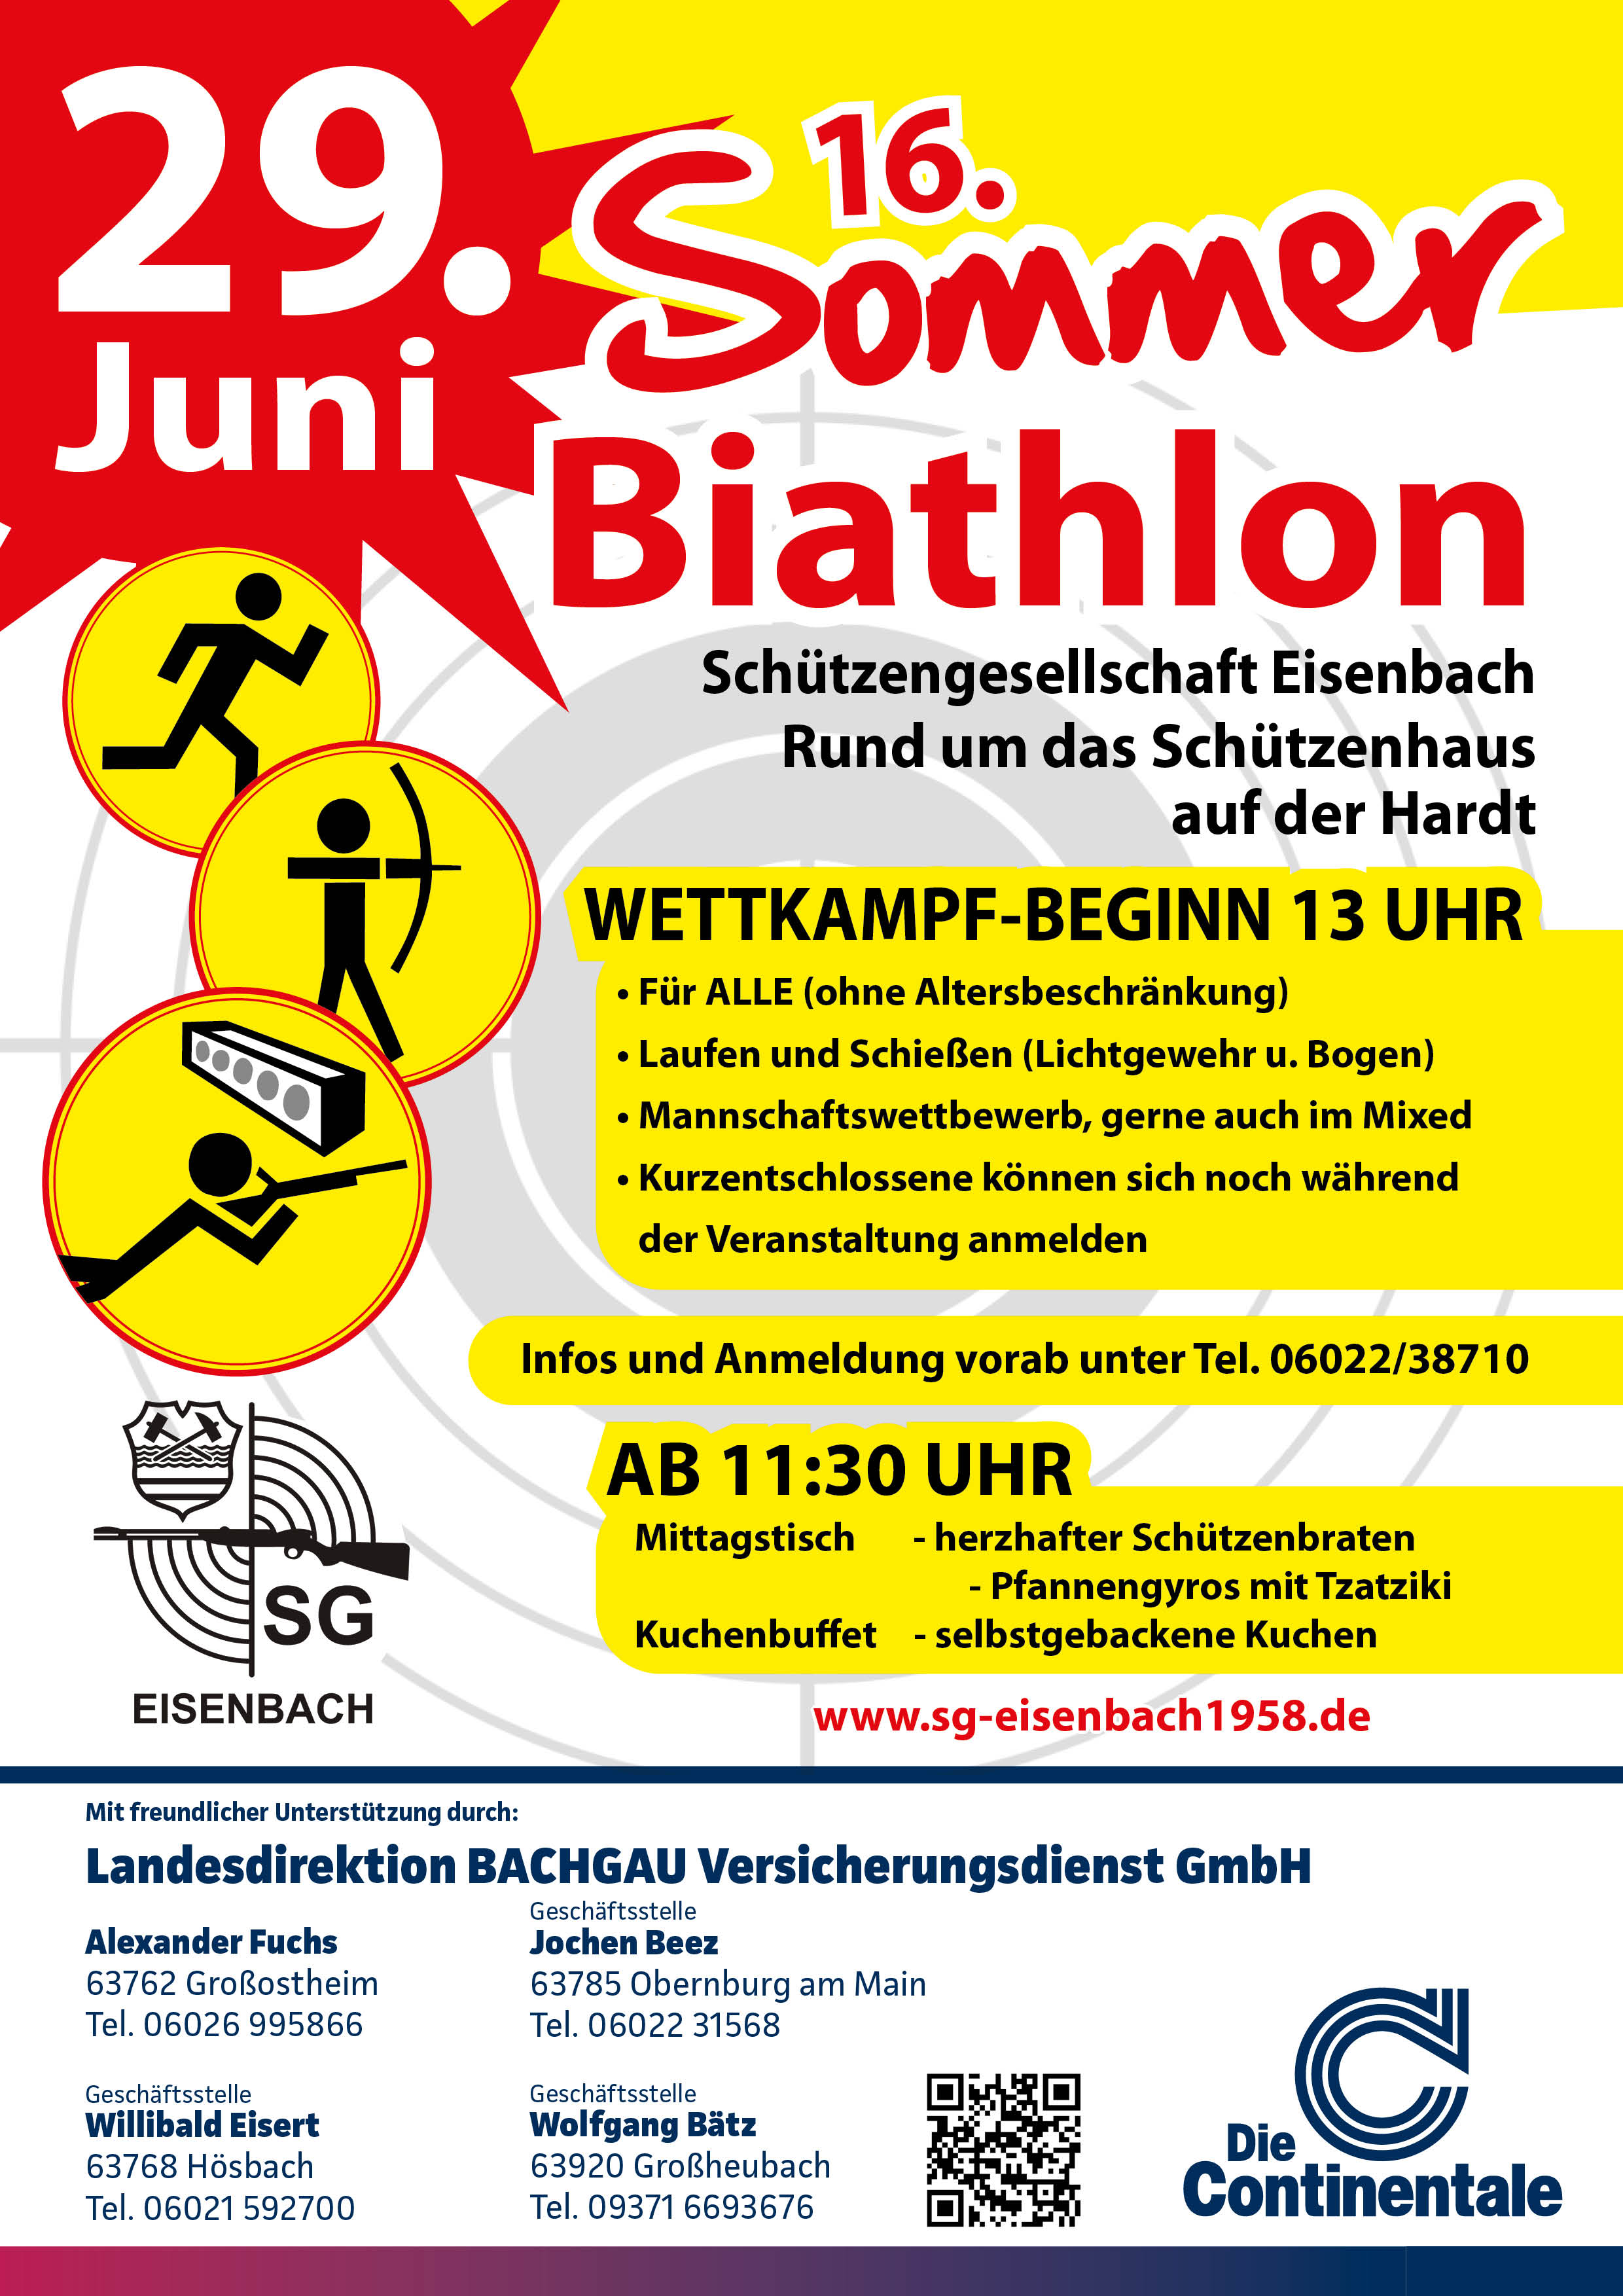 29.
Juni
16.
Sommer
Biathlon
Schützengesellschaft Eisenbach
Rund um das Schützenhaus
auf der Hardt
WETTKAMPF-BEGINN 13 UHR
• Für ALLE (ohne Altersbeschränkung)
• Laufen und Schießen (Lichtgewehr u. Bogen)
• Mannschaftswettbewerb, gerne auch im Mixed
• Kurzentschlossene können sich noch während
der Veranstaltung anmelden
Infos und Anmeldung vorab unter Tel. 06022/38710
AB 11:30 UHR
Mittagstisch - herzhafter Schützenbraten
- Pfannengyros mit Tzatziki
Kuchenbuffet - selbstgebackene Kuchen
www.sg-eisenbach1958.de
SG
EISENBACH
Mit freundlicher Unterstützung durch:
Landesdirektion BACHGAU Versicherungsdienst GmbH
Alexander Fuchs
63762 Großostheim
Tel. 06026 995866
Geschäftsstelle
Jochen Beez
63785 Obernburg am Main
Tel. 06022 31568
Geschäftsstelle
Willibald Eisert
63768 Hösbach
Tel. 06021 592700
Geschäftsstelle
Wolfgang Bätz
63920 Großheubach
Tel. 09371 6693676
Die
Continentale